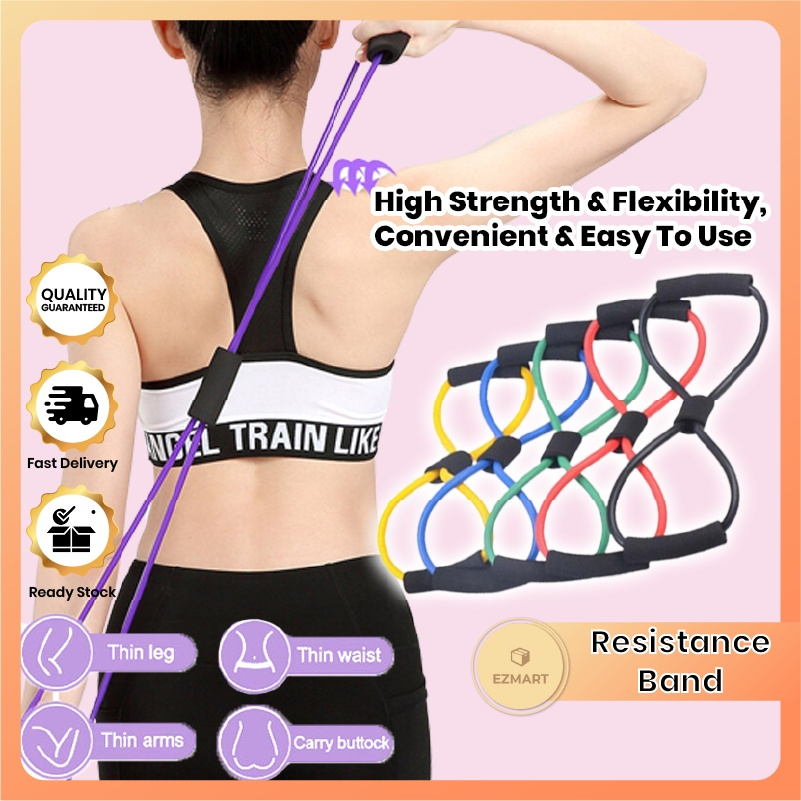 High Strength & Flexibility,
Convenient & Easy To Use
QUALITY
GUARANTEED
Fast Delivery
Ready Stock
TRAIN LIKE
Thin leg
Thin waist
Thin arms
Carry buttock
EZMART
Resistance
Band